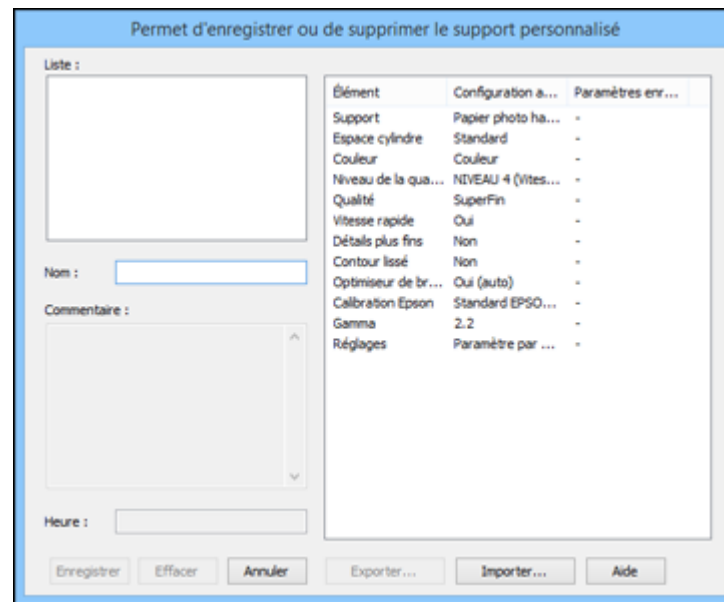 Permet d'enregistrer ou de supprimer le support personnalisé
Liste :
Élément Configuration a... Paramètres enr...
Support Papier photo ha... -
Espace cylindre Standard -
Couleur Couleur -
Niveau de la qua... NIVEAU 4 (Vites... -
Qualité SuperFin -
Vitesse rapide Oui -
Détails plus fins Non -
Contour lissé Non -
Optimiseur de br... Oui (auto) -
Calibration Epson Standard EPSO... -
Gamma 2.2 -
Réglages Paramètre par ... -
Nom :
Commentaire :
Heure :
Enregistrer Effacer Annuler Exporter... Importer... Aide